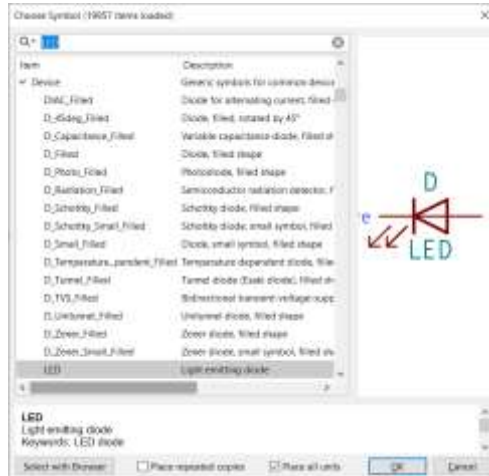 Choose Symbol (19857 items loaded)
LED
Item Description
Device Generic symbols for common device
DIAC_Filled Diode for alternating current, filled
D_45deg_Filled Diode, filled, rotated by 45°
D_Capacitance_Filled Variable capacitance diode, filled sh
D_Filled Diode, filled shape
D_Photo_Filled Photodiode, filled shape
D_Radiation_Filled Semiconductor radiation detector, f
D_Schottky_Filled Schottky diode, filled shape
D_Schottky_Small_Filled Schottky diode, small symbol, filled
D_Small_Filled Diode, small symbol, filled shape
D_Temperature...pendent_Filled Temperature dependent diode, fille
D_Tunnel_Filled Tunnel diode (Esaki diode), filled sh
D_TVS_Filled Bidirectional transient-voltage-supp
D_Unitunnel_Filled Unitunnel diode, filled shape
D_Zener_Filled Zener diode, filled shape
D_Zener_Small_Filled Zener diode, small symbol, filled sh
LED Light emitting diode
D
e
LED
LED
Light emitting diode
Keywords: LED diode
Select with Browser Place repeated copies Place all units OK Cancel